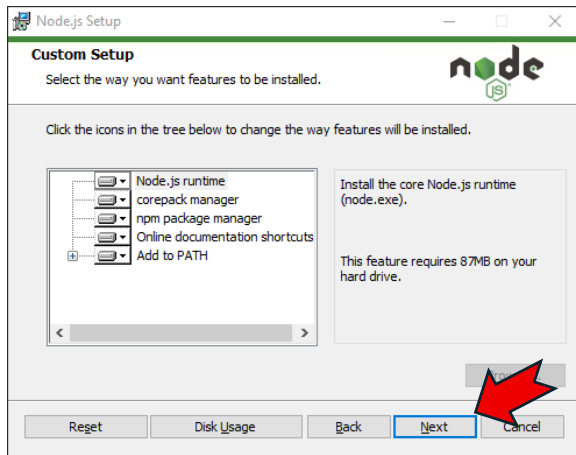 Node.js Setup
Custom Setup
Select the way you want features to be installed.
node
JS
Click the icons in the tree below to change the way features will be installed.
Node.js runtime
corepack manager
npm package manager
Online documentation shortcuts
Add to PATH
Install the core Node.js runtime
(node.exe).
This feature requires 87MB on your
hard drive.
Reset
Disk Usage
Back
Next
Cancel